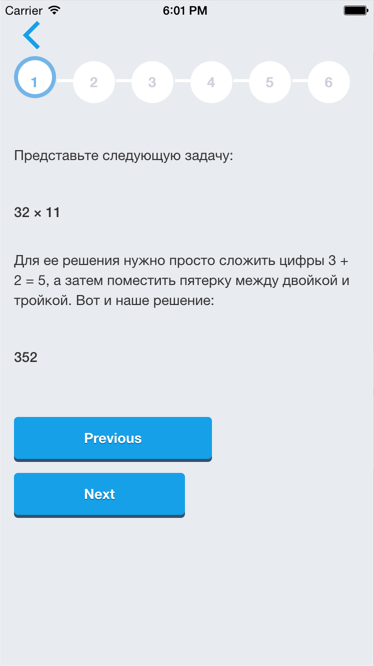 Carrier 6:01 PM
1 2 3 4 5 6
Представьте следующую задачу:
32 × 11
Для ее решения нужно просто сложить цифры 3 +
2 = 5, а затем поместить пятерку между двойкой и
тройкой. Вот и наше решение:
352
Previous
Next